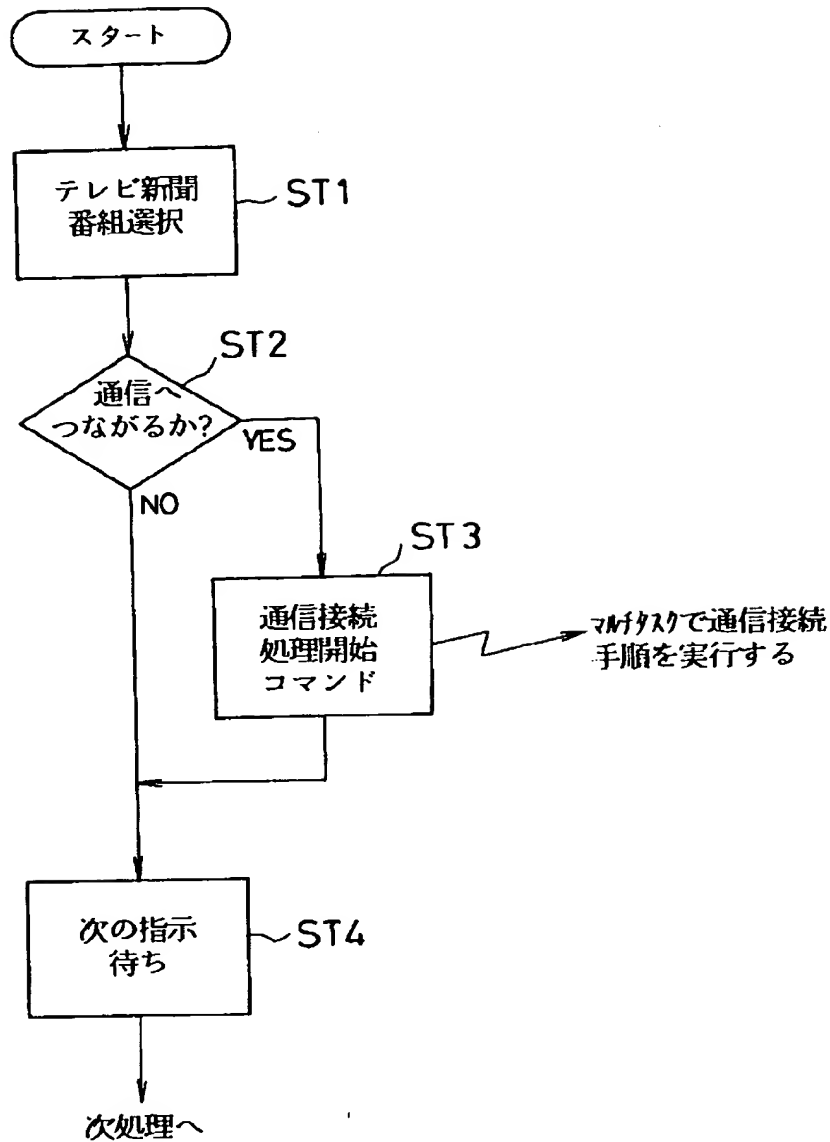 スタート
テレビ新聞
番組選択
ST1
ST2
通信へ
つながるか?
YES
NO
ST3
通信接続
処理開始
コマンド
マルチタスクで通信接続
手順を実行する
次の指示
待ち
ST4
次処理へ